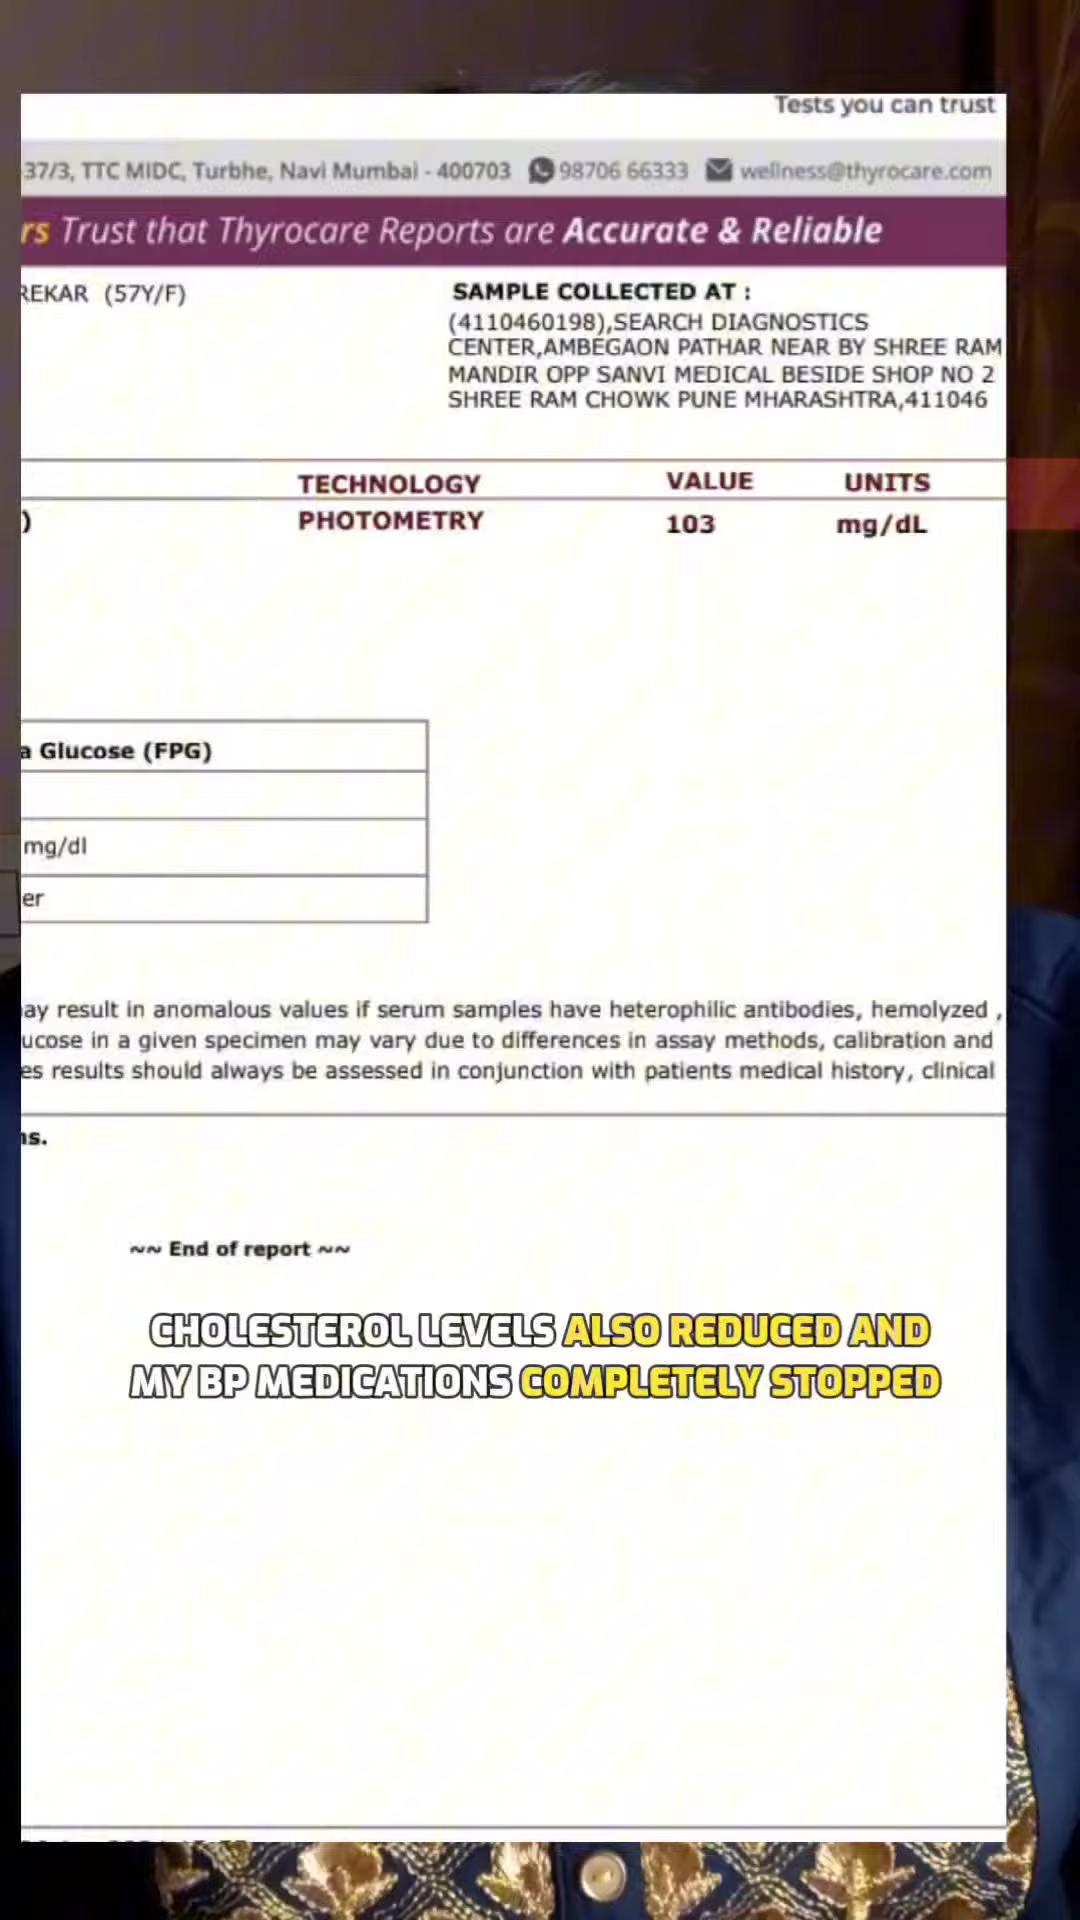 Tests you can trust
37/3, TTC MIDC, Turbhe, Navi Mumbai - 400703 98706 66333 wellness@thyrocare.com
rs Trust that Thyrocare Reports are Accurate & Reliable
REKAR (57Y/F)
SAMPLE COLLECTED AT :
(4110460198),SEARCH DIAGNOSTICS
CENTER,AMBEGAON PATHAR NEAR BY SHREE RAM
MANDIR OPP SANVI MEDICAL BESIDE SHOP NO 2
SHREE RAM CHOWK PUNE MHARASHTRA,411046
TECHNOLOGY VALUE UNITS
) PHOTOMETRY 103 mg/dL
a Glucose (FPG)
mg/dl
er
ay result in anomalous values if serum samples have heterophilic antibodies, hemolyzed ,
ucose in a given specimen may vary due to differences in assay methods, calibration and
es results should always be assessed in conjunction with patients medical history, clinical
ns.
~~ End of report ~~
CHOLESTEROL LEVELS ALSO REDUCED AND
MY BP MEDICATIONS COMPLETELY STOPPED